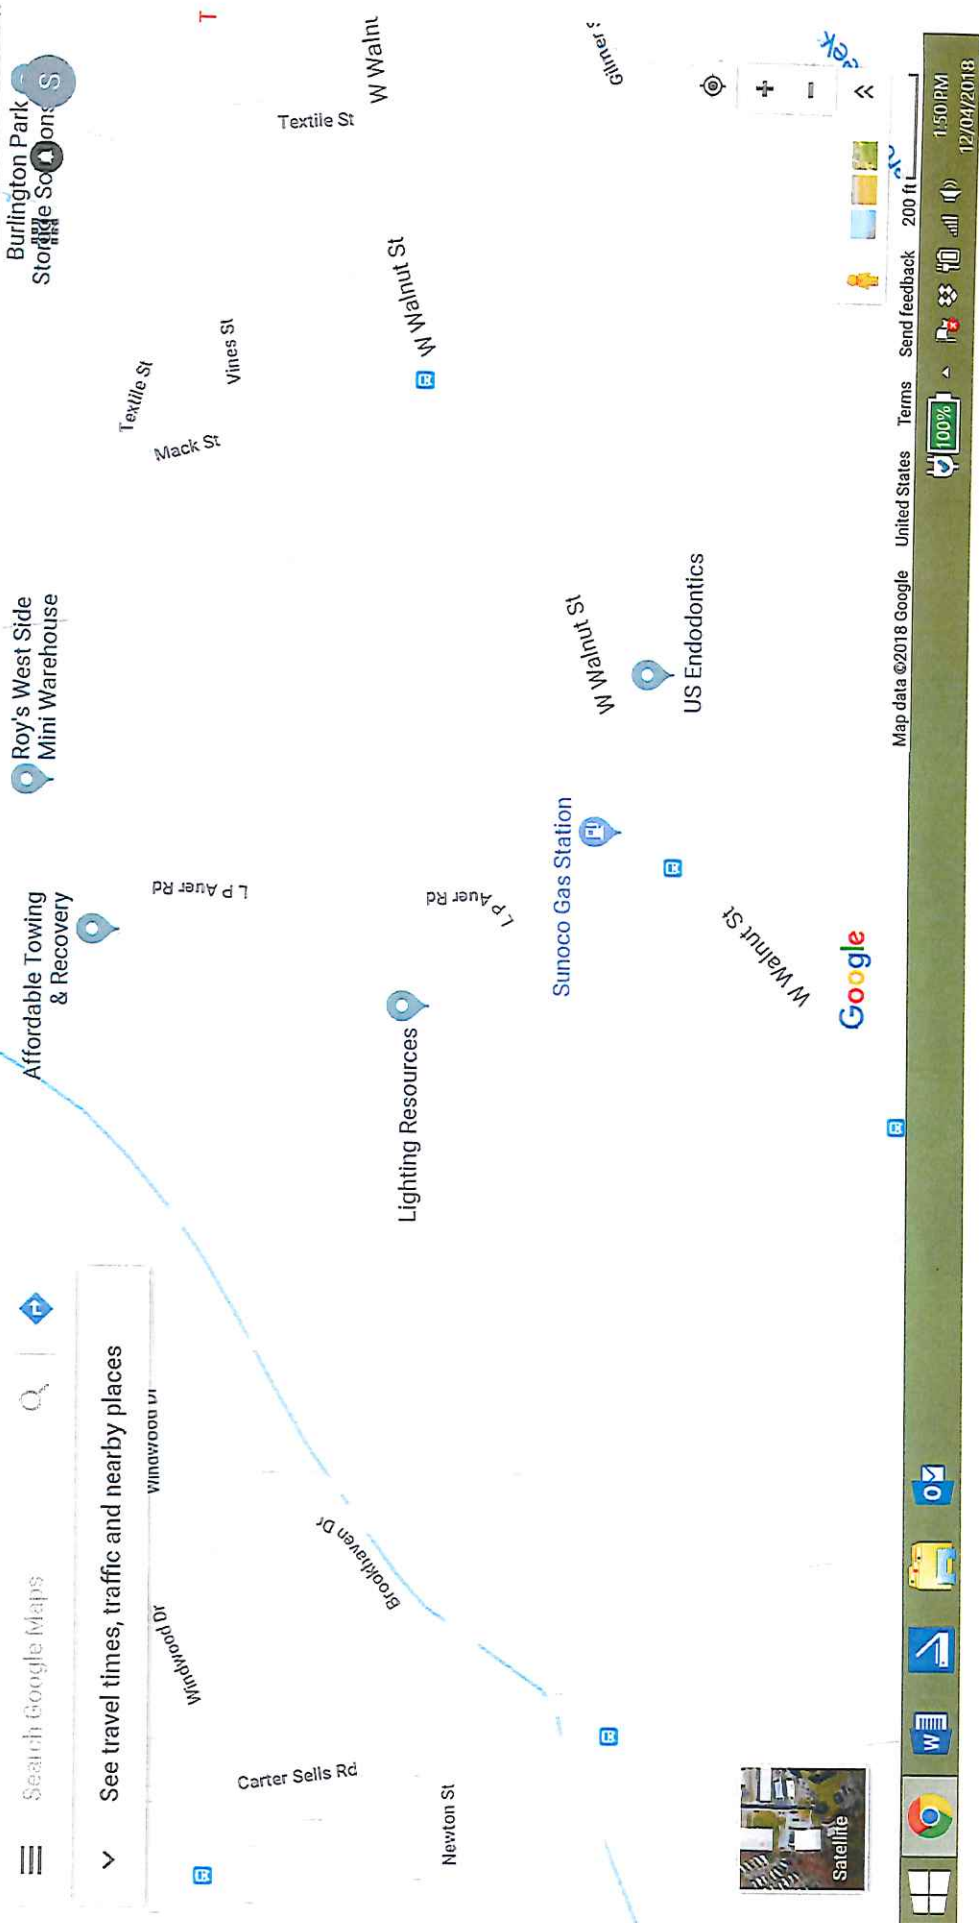 Search Google Maps
See travel times, traffic and nearby places
Affordable Towing
& Recovery
Roy's West Side
Mini Warehouse
Burlington Park
Storage Solutions
S
T
Windwood Dr
Windwood Dr
Carter Sells Rd
Newton St
Brookhaven Dr
L P Auer Rd
L P Auer Rd
Lighting Resources
Sunoco Gas Station
US Endodontics
W Walnut St
W Walnut St
W Walnut St
W Walnu
Textile St
Mack St
Vines St
Textile St
Gilmer S
eek
Satellite
Google
Map data ©2018 Google United States Terms Send feedback 200 ft
100%
1:50 PM
12/04/2018